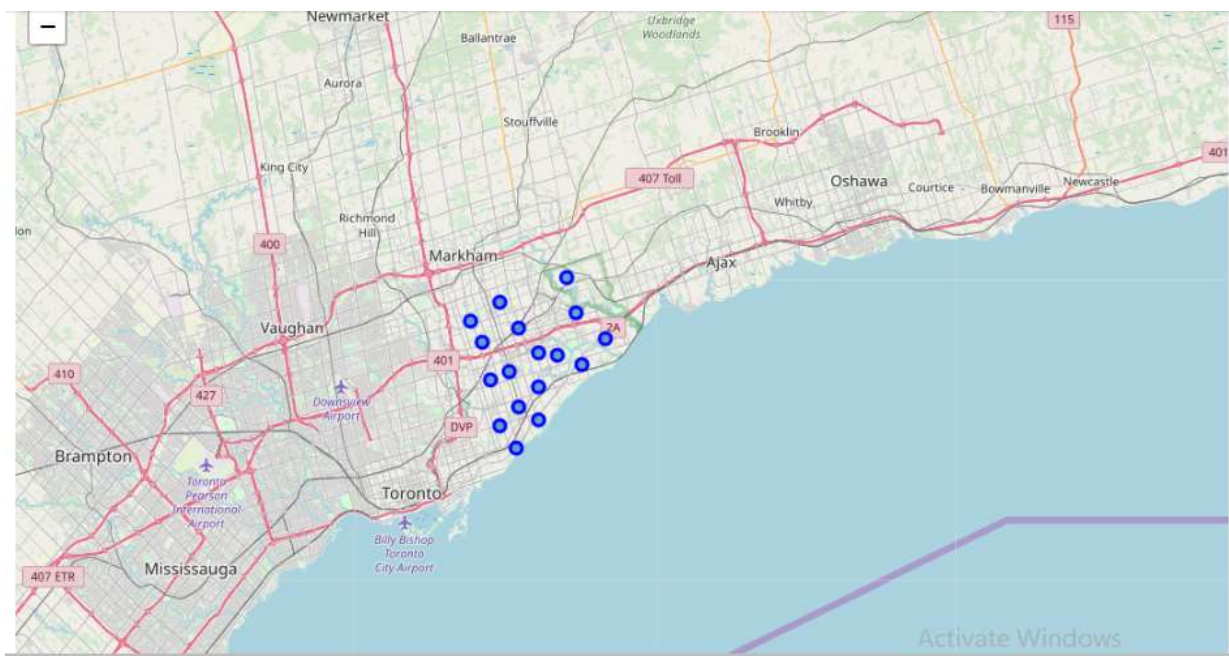 −
Newmarket
115
Uxbridge
Woodlands
Ballantrae
Aurora
Stouffville
Brooklin
401
King City
407 Toll
Oshawa
Courtice
Bowmanville
Newcastle
Whitby
Richmond
Hill
lon
400
Markham
Ajax
Vaughan
2A
401
410
427
Downsview
Airport
DVP
Brampton
Toronto
Pearson
International
Airport
Toronto
Billy Bishop
Toronto
City Airport
Mississauga
407 ETR
Activate Windows